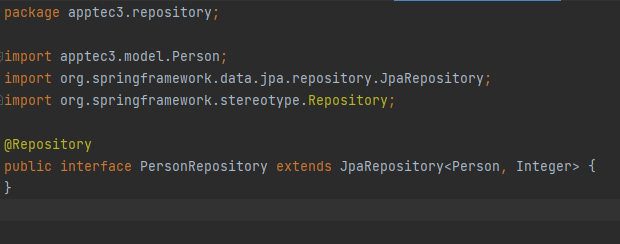 package apptec3.repository;
import apptec3.model.Person;
import org.springframework.data.jpa.repository.JpaRepository;
import org.springframework.stereotype.Repository;
@Repository
public interface PersonRepository extends JpaRepository<Person, Integer> {
}